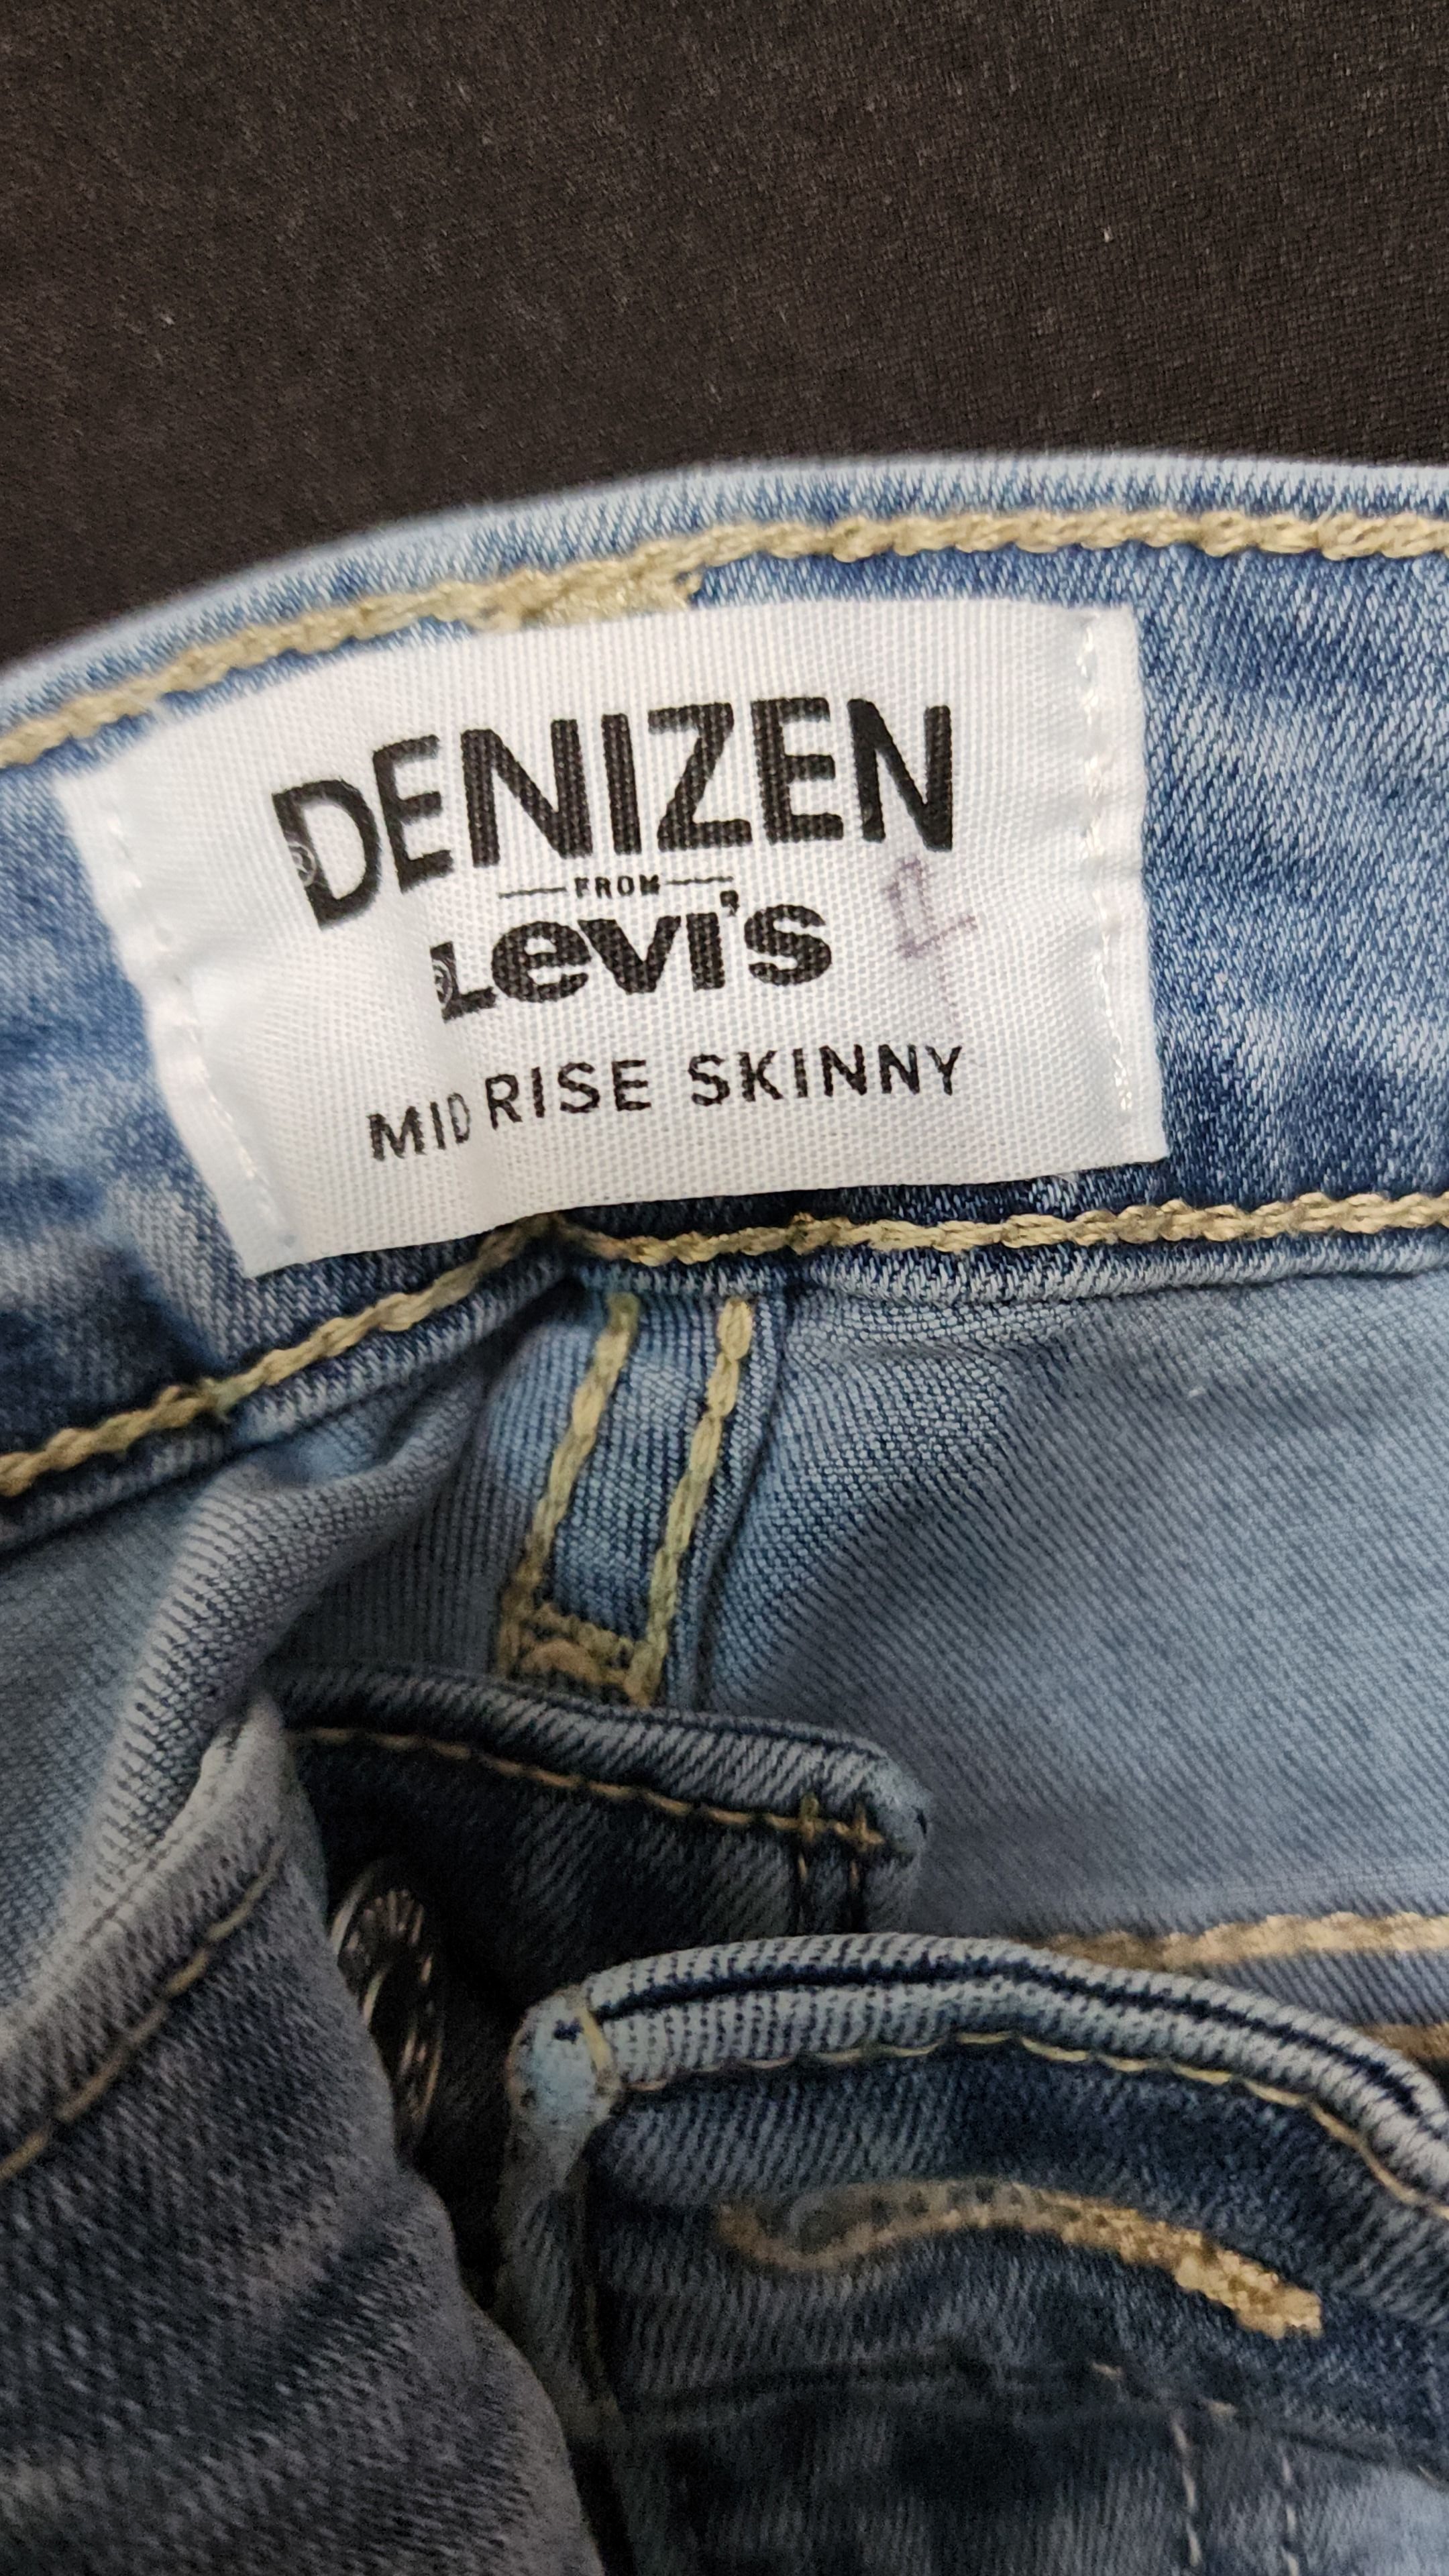 DENIZEN
FROM
Levi's
MID RISE SKINNY